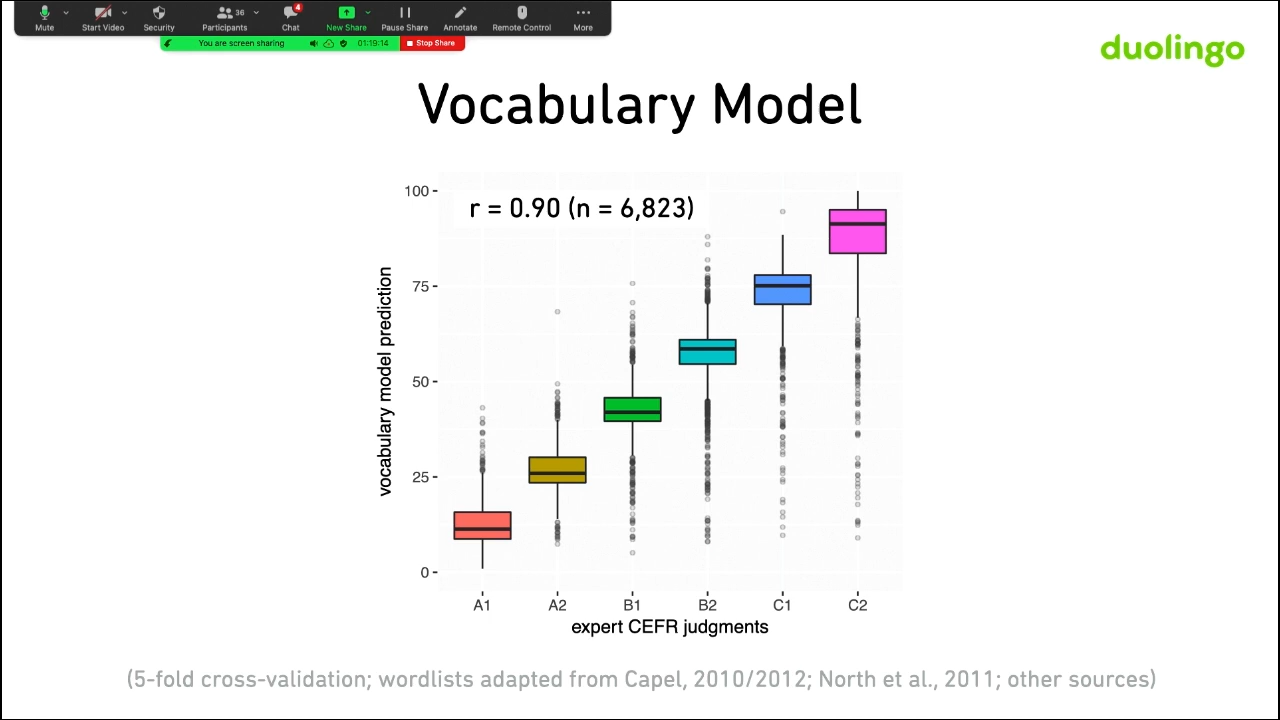 Mute
Start Video
Security
36
Participants
4
Chat
New Share
Pause Share
Annotate
Remote Control
More
You are screen sharing
01:19:14
Stop Share
duolingo
Vocabulary Model
r = 0.90 (n = 6,823)
vocabulary model prediction
100
75
50
25
0
A1 A2 B1 B2 C1 C2
expert CEFR judgments
(5-fold cross-validation; wordlists adapted from Capel, 2010/2012; North et al., 2011; other sources)